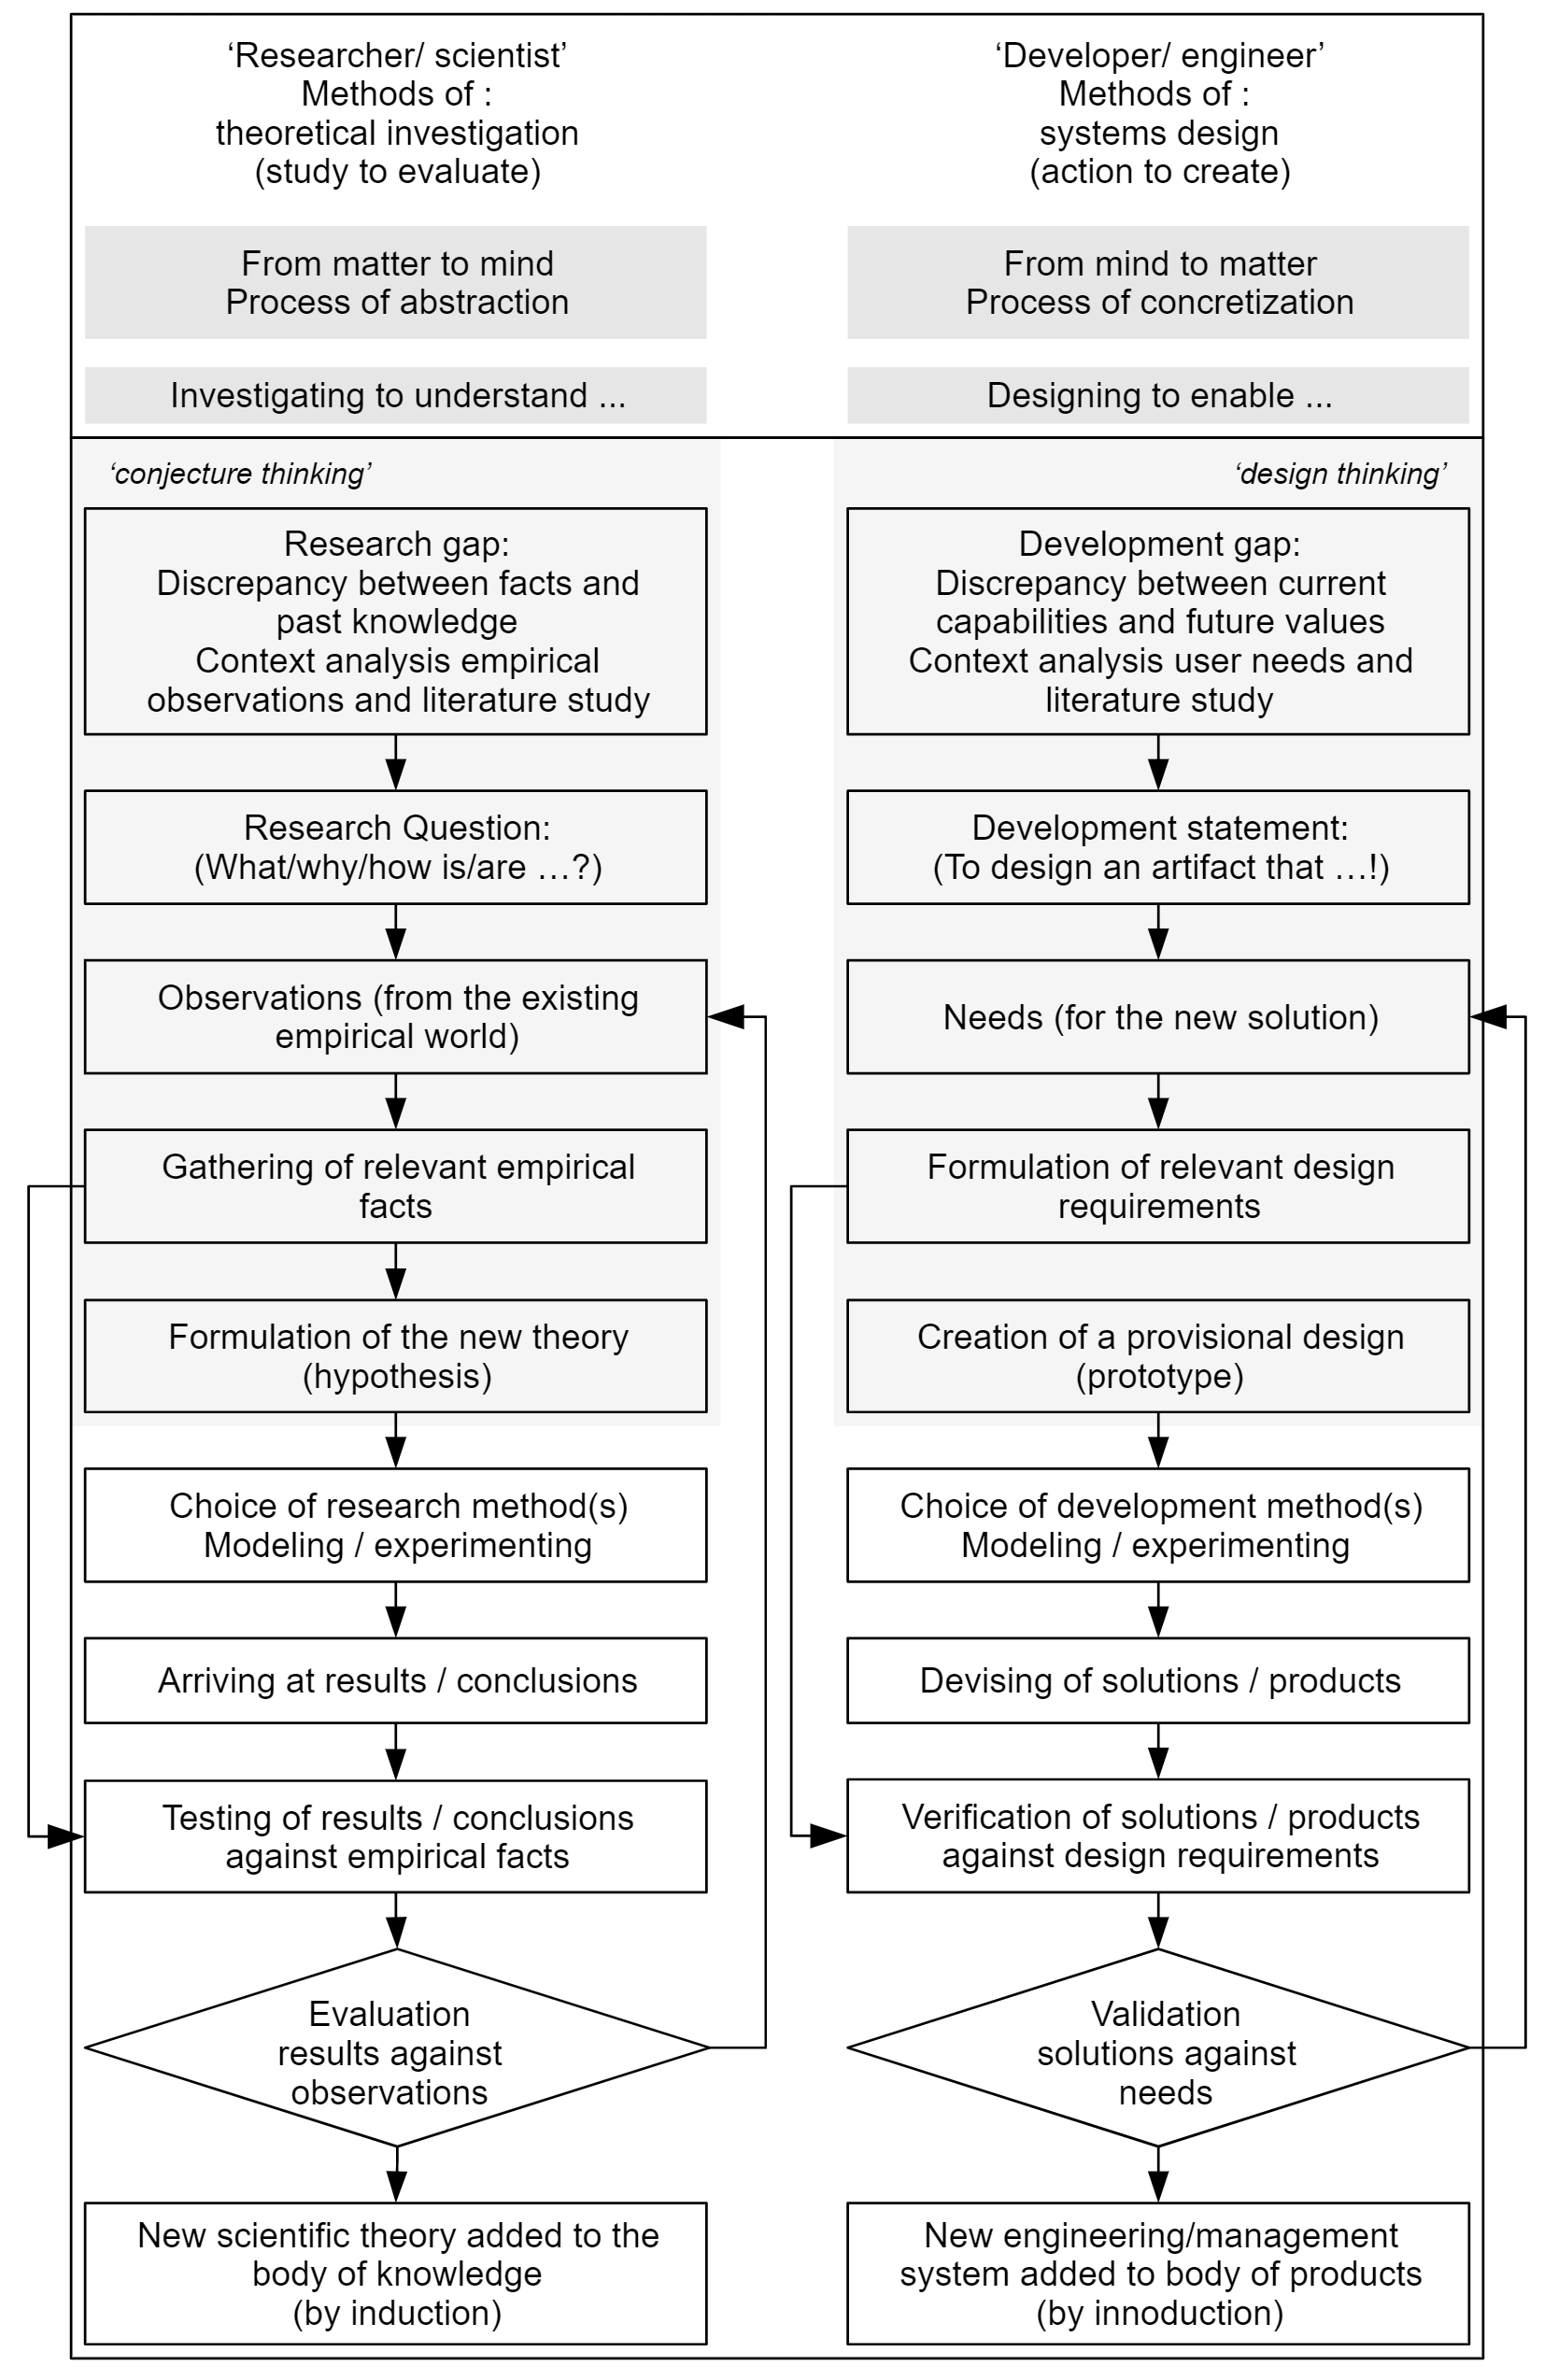 ‘Researcher/ scientist’
Methods of :
theoretical investigation
(study to evaluate)
From matter to mind
Process of abstraction
Investigating to understand ...
‘conjecture thinking’
Research gap:
Discrepancy between facts and
past knowledge
Context analysis empirical
observations and literature study
Research Question:
(What/why/how is/are …?)
Observations (from the existing
empirical world)
Gathering of relevant empirical
facts
Formulation of the new theory
(hypothesis)
Choice of research method(s)
Modeling / experimenting
Arriving at results / conclusions
Testing of results / conclusions
against empirical facts
Evaluation
results against
observations
New scientific theory added to the
body of knowledge
(by induction)
‘Developer/ engineer’
Methods of :
systems design
(action to create)
From mind to matter
Process of concretization
Designing to enable ...
‘design thinking’
Development gap:
Discrepancy between current
capabilities and future values
Context analysis user needs and
literature study
Development statement:
(To design an artifact that …!)
Needs (for the new solution)
Formulation of relevant design
requirements
Creation of a provisional design
(prototype)
Choice of development method(s)
Modeling / experimenting
Devising of solutions / products
Verification of solutions / products
against design requirements
Validation
solutions against
needs
New engineering/management
system added to body of products
(by innoduction)